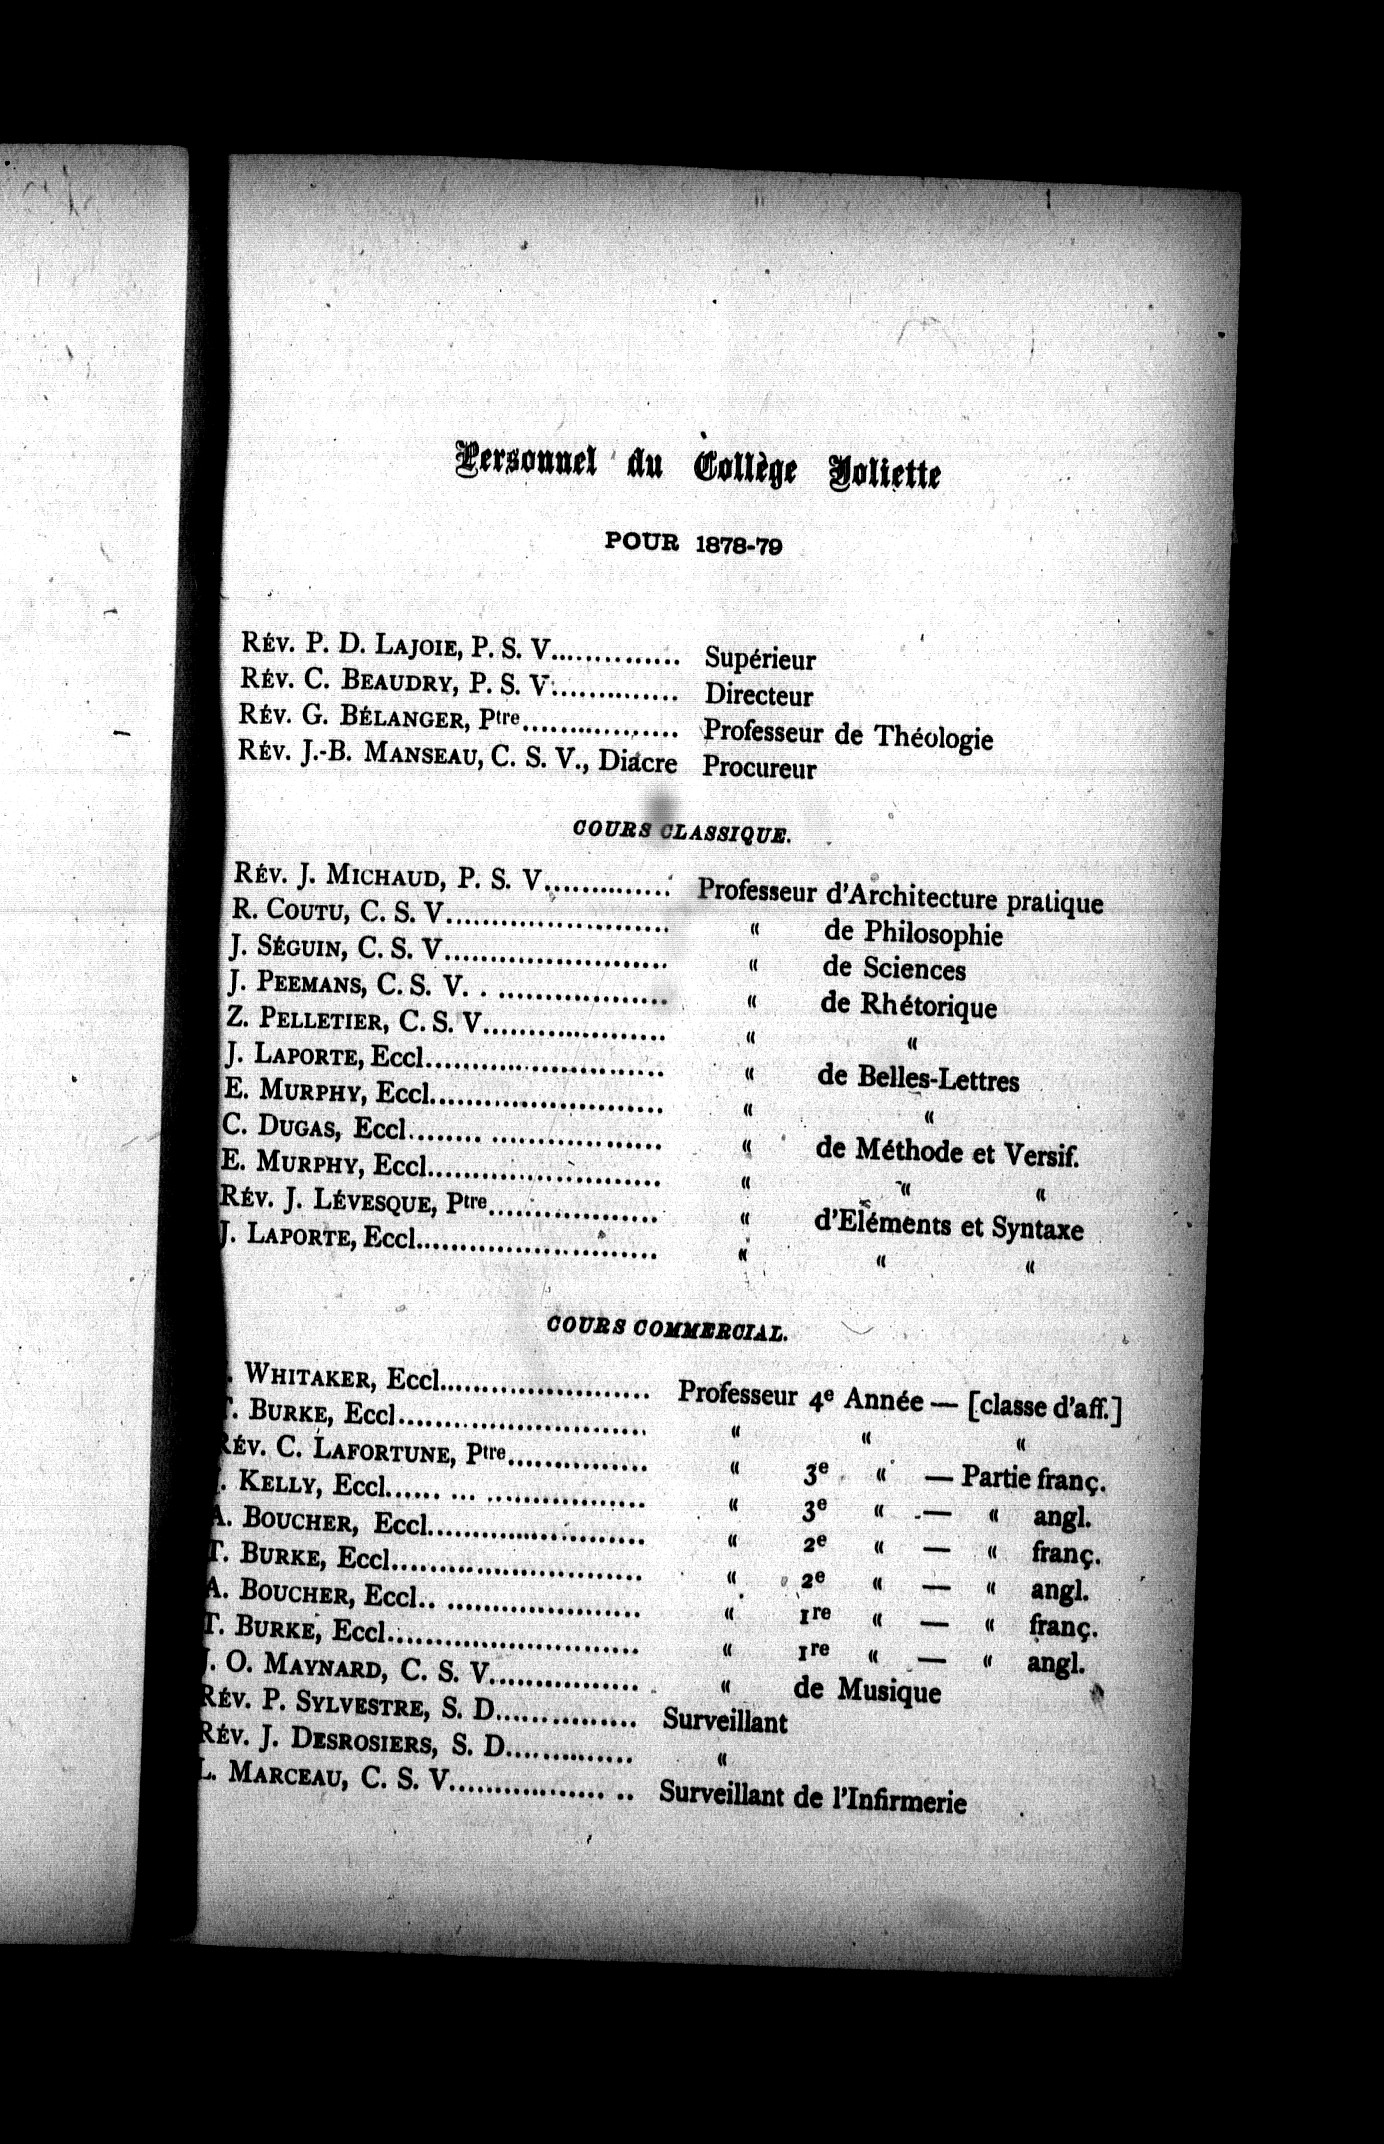 Personnel du Collège Joliette
POUR 1878-79
RÉV. P. D. LAJOIE, P. S. V.............. Supérieur
RÉV. C. BEAUDRY, P. S. V.............. Directeur
RÉV. G. BÉLANGER, Ptre.................. Professeur de Théologie
RÉV. J.-B. MANSEAU, C. S. V., Diacre Procureur
COURS CLASSIQUE.
RÉV. J. MICHAUD, P. S. V.............. Professeur d'Architecture pratique
R. COUTU, C. S. V........................ « de Philosophie
J. SÉGUIN, C. S. V........................ « de Sciences
J. PEEMANS, C. S. V. . ................... « de Rhétorique
Z. PELLETIER, C. S. V.................... « «
J. LAPORTE, Eccl.......................... « de Belles-Lettres
E. MURPHY, Eccl.......................... « «
C. DUGAS, Eccl........ ................... « de Méthode et Versif.
E. MURPHY, Eccl.......................... « « «
RÉV. J. LÉVESQUE, Ptre................... « d'Eléments et Syntaxe
J. LAPORTE, Eccl........................... « « «
COURS COMMERCIAL.
. WHITAKER, Eccl........................ Professeur 4e Année — [classe d'aff.]
T. BURKE, Eccl............................ « « «
RÉV. C. LAFORTUNE, Ptre................ « 3e « — Partie franç.
. KELLY, Eccl...... ... .................. « 3e « — « angl.
A. BOUCHER, Eccl........................ « 2e « — « franç.
T. BURKE, Eccl............................ « 2e « — « angl.
A. BOUCHER, Eccl.. ...................... « 1re « — « franç.
T. BURKE, Eccl............................ « 1re « — « angl.
J. O. MAYNARD, C. S. V................. « de Musique
RÉV. P. SYLVESTRE, S. D................ Surveillant
RÉV. J. DESROSIERS, S. D.............. «
L. MARCEAU, C. S. V.................. .. Surveillant de l'Infirmerie